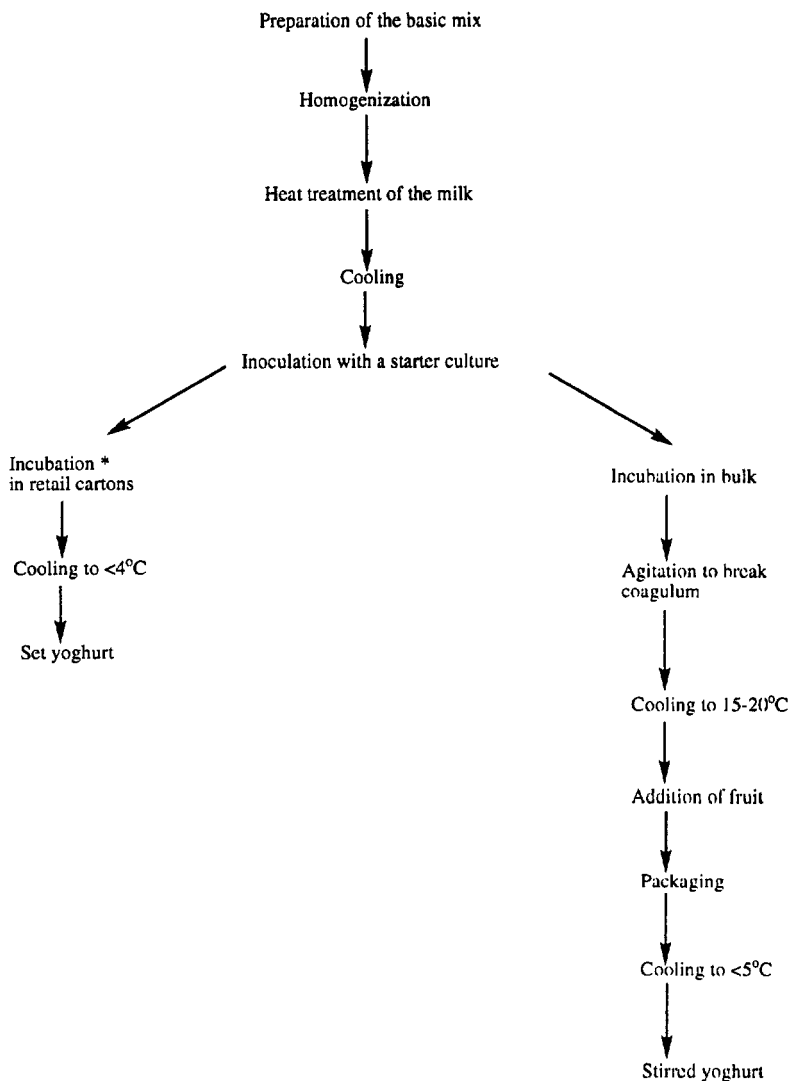 Preparation of the basic mix
Homogenization
Heat treatment of the milk
Cooling
Inoculation with a starter culture
Incubation *
in retail cartons
Cooling to <4°C
Set yoghurt
Incubation in bulk
Agitation to break
coagulum
Cooling to 15-20°C
Addition of fruit
Packaging
Cooling to <5°C
Stirred yoghurt